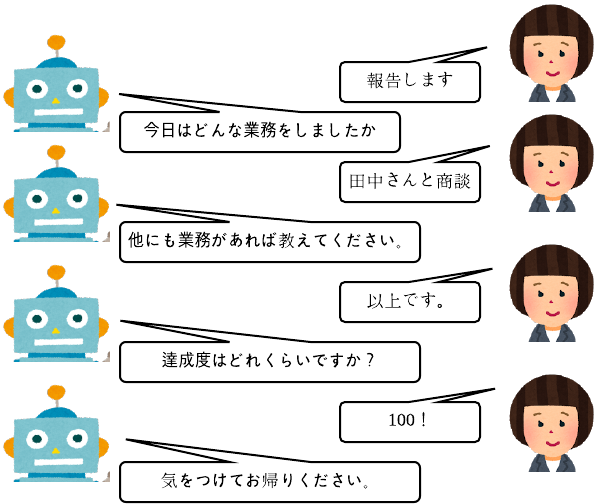 報告します
今日はどんな業務をしましたか
田中さんと商談
他にも業務があれば教えてください。
以上です。
達成度はどれくらいですか？
100！
気をつけてお帰りください。